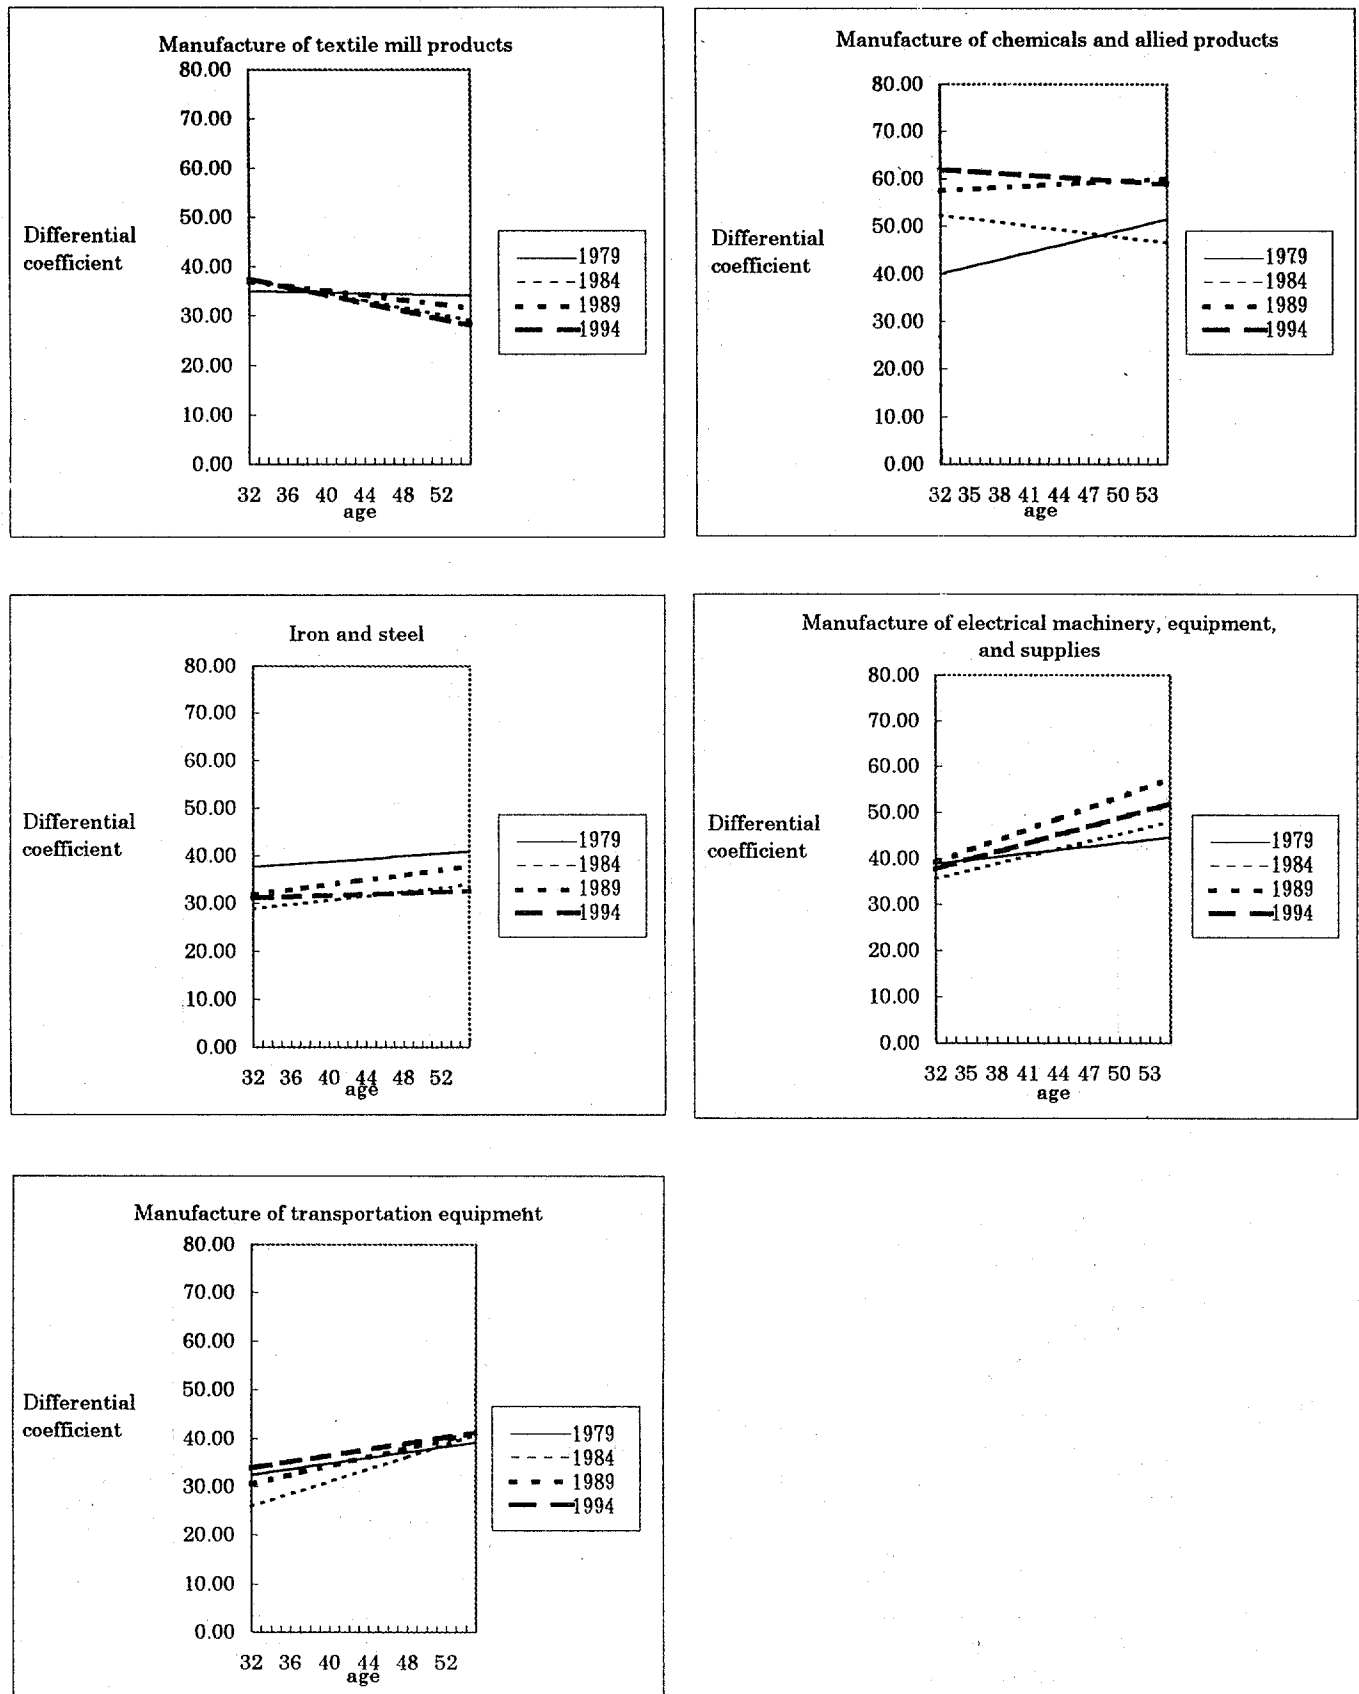 Manufacture of textile mill products
80.00
70.00
60.00
50.00
40.00
30.00
20.00
10.00
0.00
Differential
coefficient
32 36 40 44 48 52
age
1979
1984
1989
1994
Manufacture of chemicals and allied products
80.00
70.00
60.00
50.00
40.00
30.00
20.00
10.00
0.00
Differential
coefficient
32 35 38 41 44 47 50 53
age
1979
1984
1989
1994
Iron and steel
80.00
70.00
60.00
50.00
40.00
30.00
20.00
10.00
0.00
Differential
coefficient
32 36 40 44 48 52
age
1979
1984
1989
1994
Manufacture of electrical machinery, equipment,
and supplies
80.00
70.00
60.00
50.00
40.00
30.00
20.00
10.00
0.00
Differential
coefficient
32 35 38 41 44 47 50 53
age
1979
1984
1989
1994
Manufacture of transportation equipment
80.00
70.00
60.00
50.00
40.00
30.00
20.00
10.00
0.00
Differential
coefficient
32 36 40 44 48 52
age
1979
1984
1989
1994